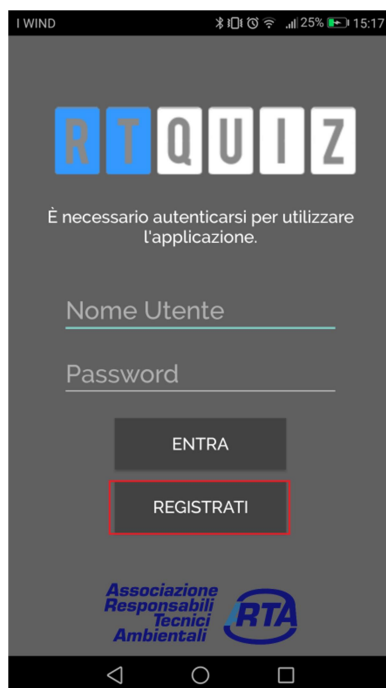 I WIND 25% 15:17
RTQUIZ
È necessario autenticarsi per utilizzare
l'applicazione.
Nome Utente
Password
ENTRA
REGISTRATI
Associazione
Responsabili
Tecnici
Ambientali
ARTA